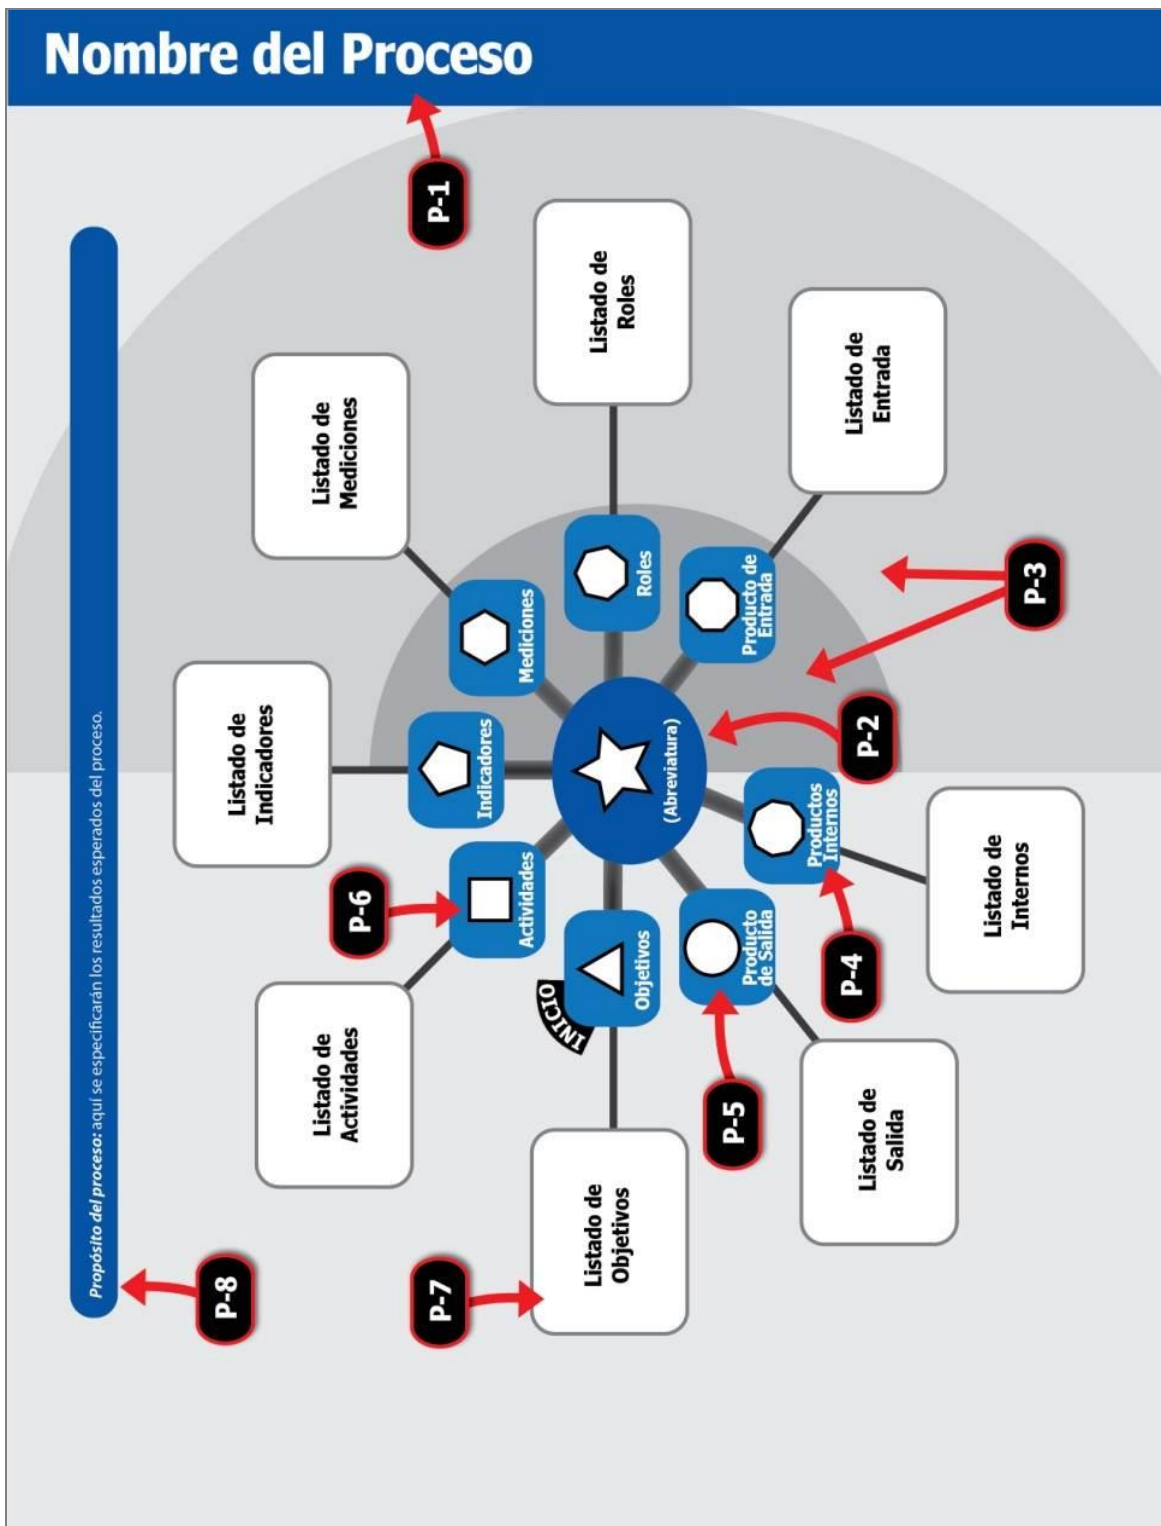 Nombre del Proceso
Propósito del proceso: aquí se especificarán los resultados esperados del proceso.
P-8
P-1
Listado de
Indicadores
Listado de
Mediciones
Listado de
Roles
Listado de
Entrada
Listado de
Internos
Listado de
Salida
Listado de
Objetivos
Listado de
Actividades
Indicadores
Mediciones
Roles
Producto de
Entrada
Productos
Internos
Producto
de Salida
Objetivos
INICIO
Actividades
(Abreviatura)
P-2
P-3
P-4
P-5
P-6
P-7